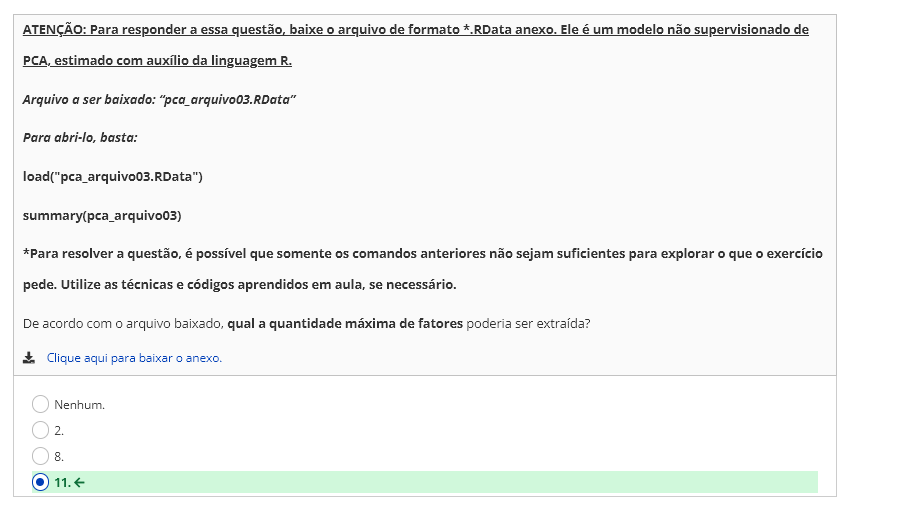 ATENÇÃO: Para responder a essa questão, baixe o arquivo de formato *.RData anexo. Ele é um modelo não supervisionado de
PCA, estimado com auxílio da linguagem R.
Arquivo a ser baixado: “pca_arquivo03.RData”
Para abri-lo, basta:
load("pca_arquivo03.RData")
summary(pca_arquivo03)
*Para resolver a questão, é possível que somente os comandos anteriores não sejam suficientes para explorar o que o exercício
pede. Utilize as técnicas e códigos aprendidos em aula, se necessário.
De acordo com o arquivo baixado, qual a quantidade máxima de fatores poderia ser extraída?
Clique aqui para baixar o anexo.
Nenhum.
2.
8.
11. ←